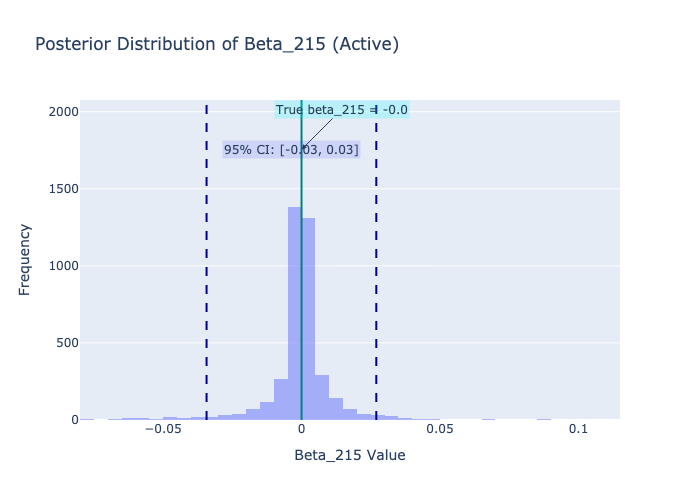 Posterior Distribution of Beta_215 (Active)
True beta_215 = -0.0
95% CI: [-0.03, 0.03]
2000
1500
1000
500
0
Frequency
−0.05
0
0.05
0.1
Beta_215 Value